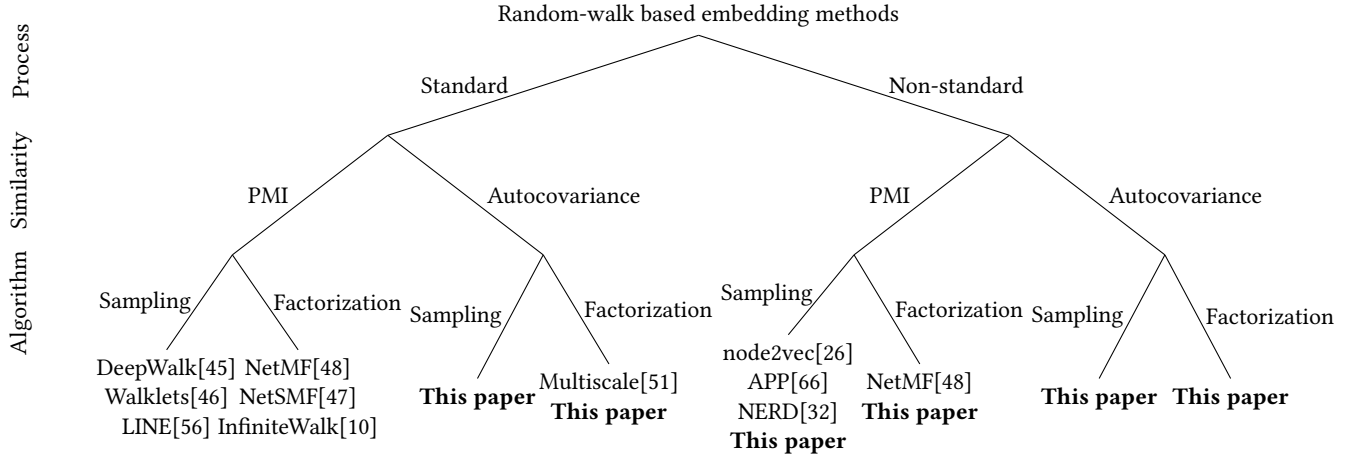 Random-walk based embedding methods
Process
Standard
Non-standard
Similarity
PMI
Autocovariance
PMI
Autocovariance
Algorithm
Sampling
Factorization
Sampling
Factorization
Sampling
Factorization
Sampling
Factorization
DeepWalk[45]
Walklets[46]
LINE[56]
NetMF[48]
NetSMF[47]
InfiniteWalk[10]
This paper
Multiscale[51]
This paper
node2vec[26]
APP[66]
NERD[32]
This paper
NetMF[48]
This paper
This paper
This paper